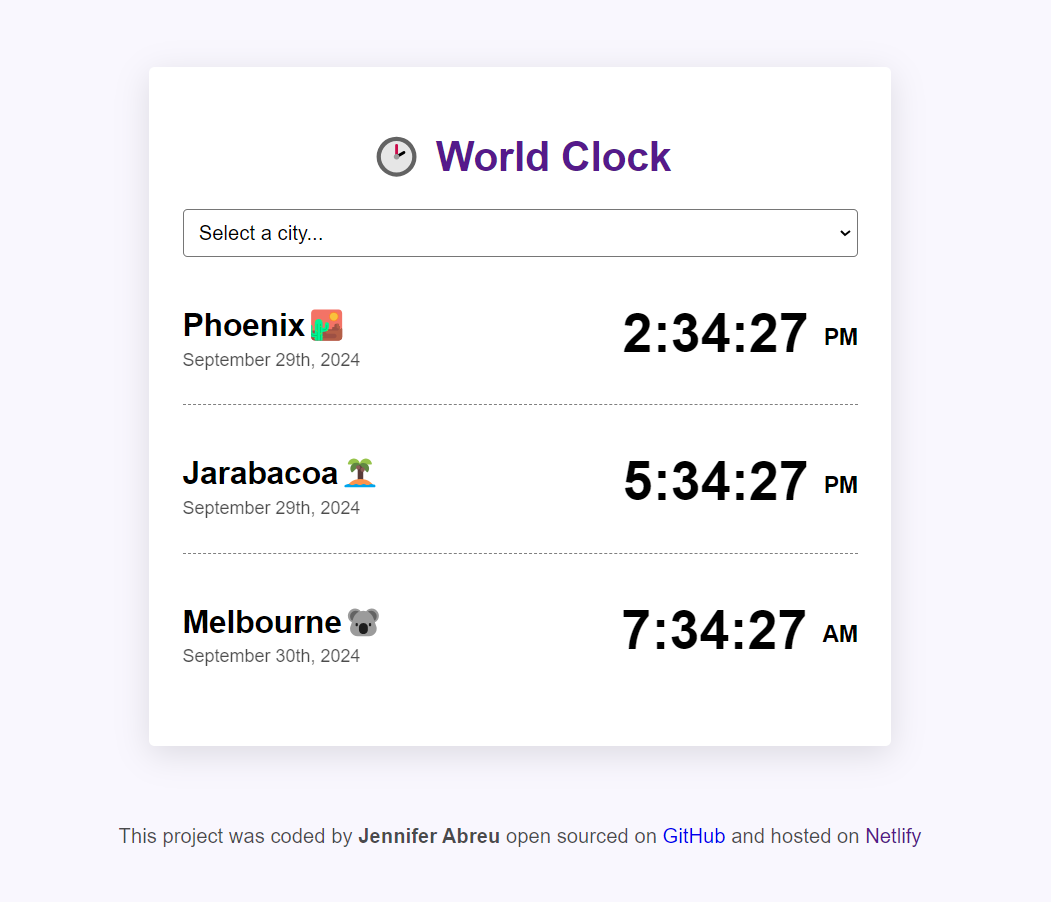 World Clock
Select a city...
Phoenix
2:34:27 PM
September 29th, 2024
Jarabacoa
5:34:27 PM
September 29th, 2024
Melbourne
7:34:27 AM
September 30th, 2024
This project was coded by Jennifer Abreu open sourced on GitHub and hosted on Netlify